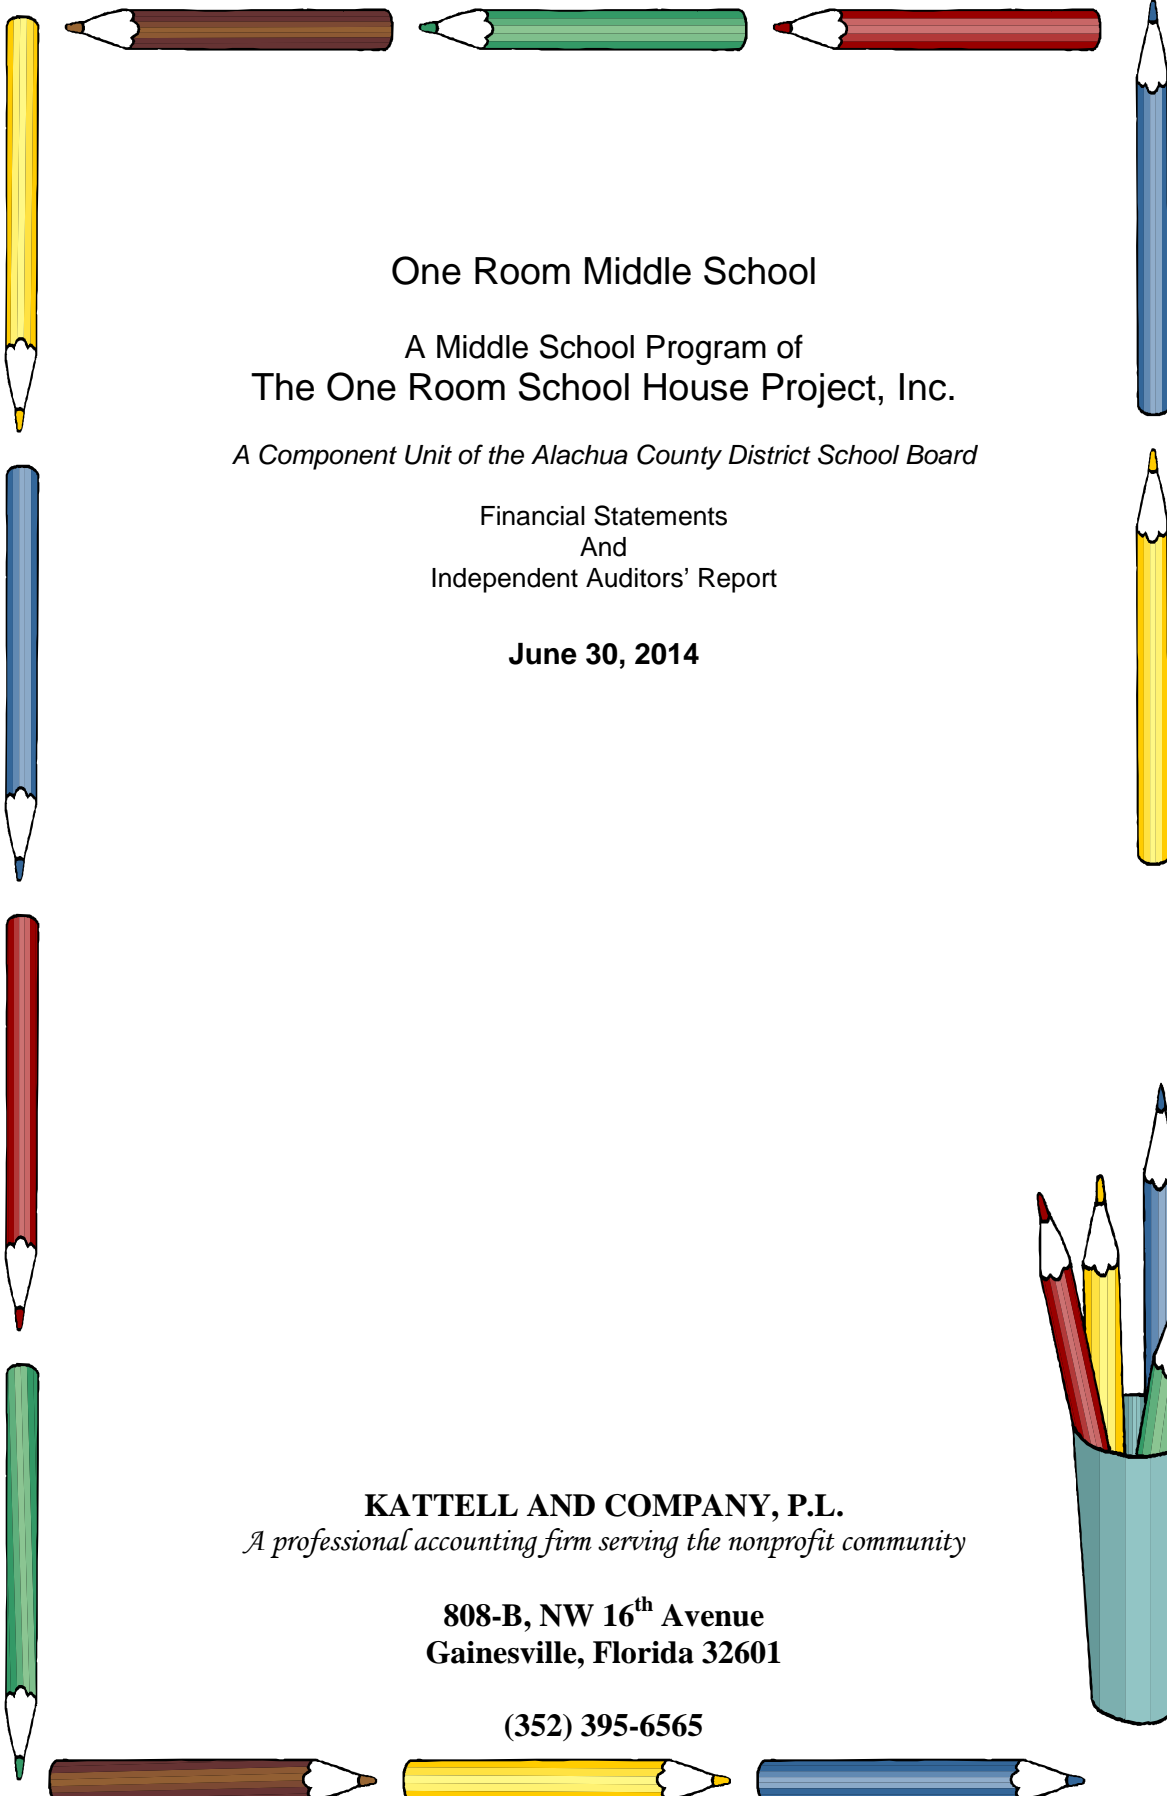 One Room Middle School
A Middle School Program of
The One Room School House Project, Inc.
A Component Unit of the Alachua County District School Board
Financial Statements
And
Independent Auditors’ Report
June 30, 2014
KATTELL AND COMPANY, P.L.
A professional accounting firm serving the nonprofit community
808-B, NW 16th Avenue
Gainesville, Florida 32601
(352) 395-6565